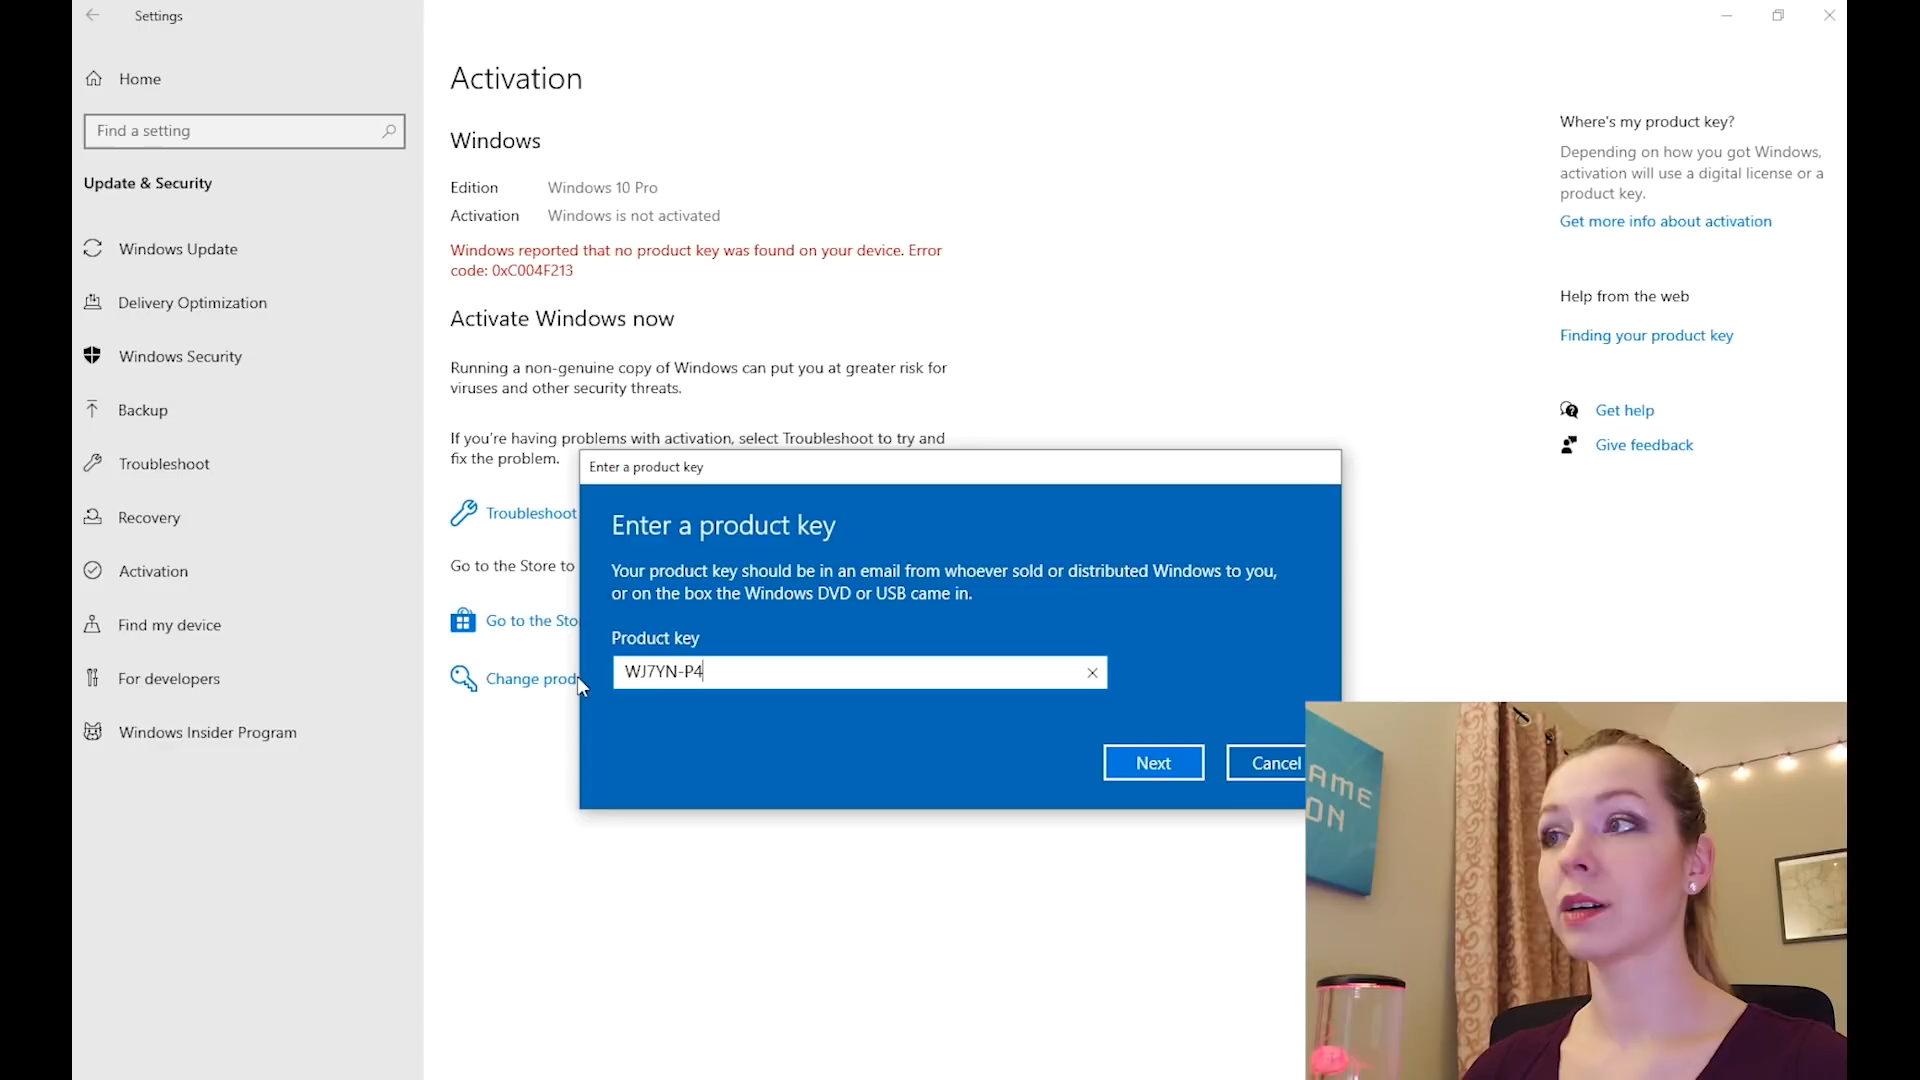 Settings
Home
Find a setting
Update & Security
Windows Update
Delivery Optimization
Windows Security
Backup
Troubleshoot
Recovery
Activation
Find my device
For developers
Windows Insider Program
Activation
Windows
Edition Windows 10 Pro
Activation Windows is not activated
Windows reported that no product key was found on your device. Error
code: 0xC004F213
Activate Windows now
Running a non-genuine copy of Windows can put you at greater risk for
viruses and other security threats.
If you're having problems with activation, select Troubleshoot to try and
fix the problem.
Troubleshoot
Go to the Store to
Go to the Sto
Change prod
Enter a product key
Enter a product key
Your product key should be in an email from whoever sold or distributed Windows to you,
or on the box the Windows DVD or USB came in.
Product key
WJ7YN-P4
Next Cancel
Where's my product key?
Depending on how you got Windows,
activation will use a digital license or a
product key.
Get more info about activation
Help from the web
Finding your product key
Get help
Give feedback
AME
ON